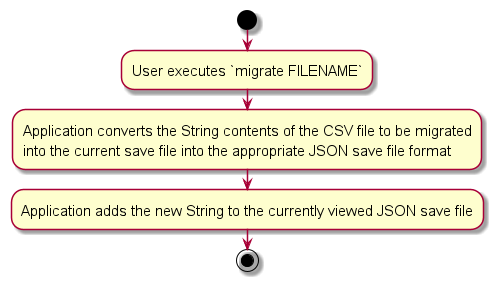 User executes `migrate FILENAME`
Application converts the String contents of the CSV file to be migrated
into the current save file into the appropriate JSON save file format
Application adds the new String to the currently viewed JSON save file